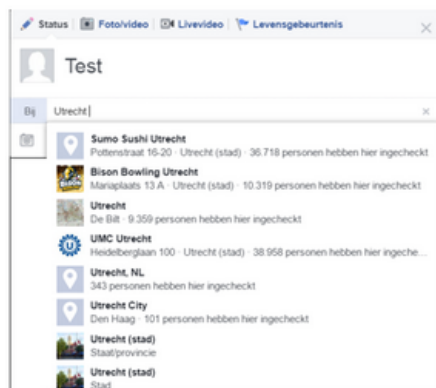 Status Foto/video Livevideo Levensgebeurtenis
Test
Bij Utrecht
Sumo Sushi Utrecht
Pottenstraat 16-20 · Utrecht (stad) · 36.718 personen hebben hier ingecheckt
Bison Bowling Utrecht
Mariaplaats 13 A · Utrecht (stad) · 10.319 personen hebben hier ingecheckt
Utrecht
De Bilt · 9.359 personen hebben hier ingecheckt
UMC Utrecht
Heidelberglaan 100 · Utrecht (stad) · 38.958 personen hebben hier ingeche...
Utrecht, NL
343 personen hebben hier ingecheckt
Utrecht City
Den Haag · 101 personen hebben hier ingecheckt
Utrecht (stad)
Staat/provincie
Utrecht (stad)
Stad